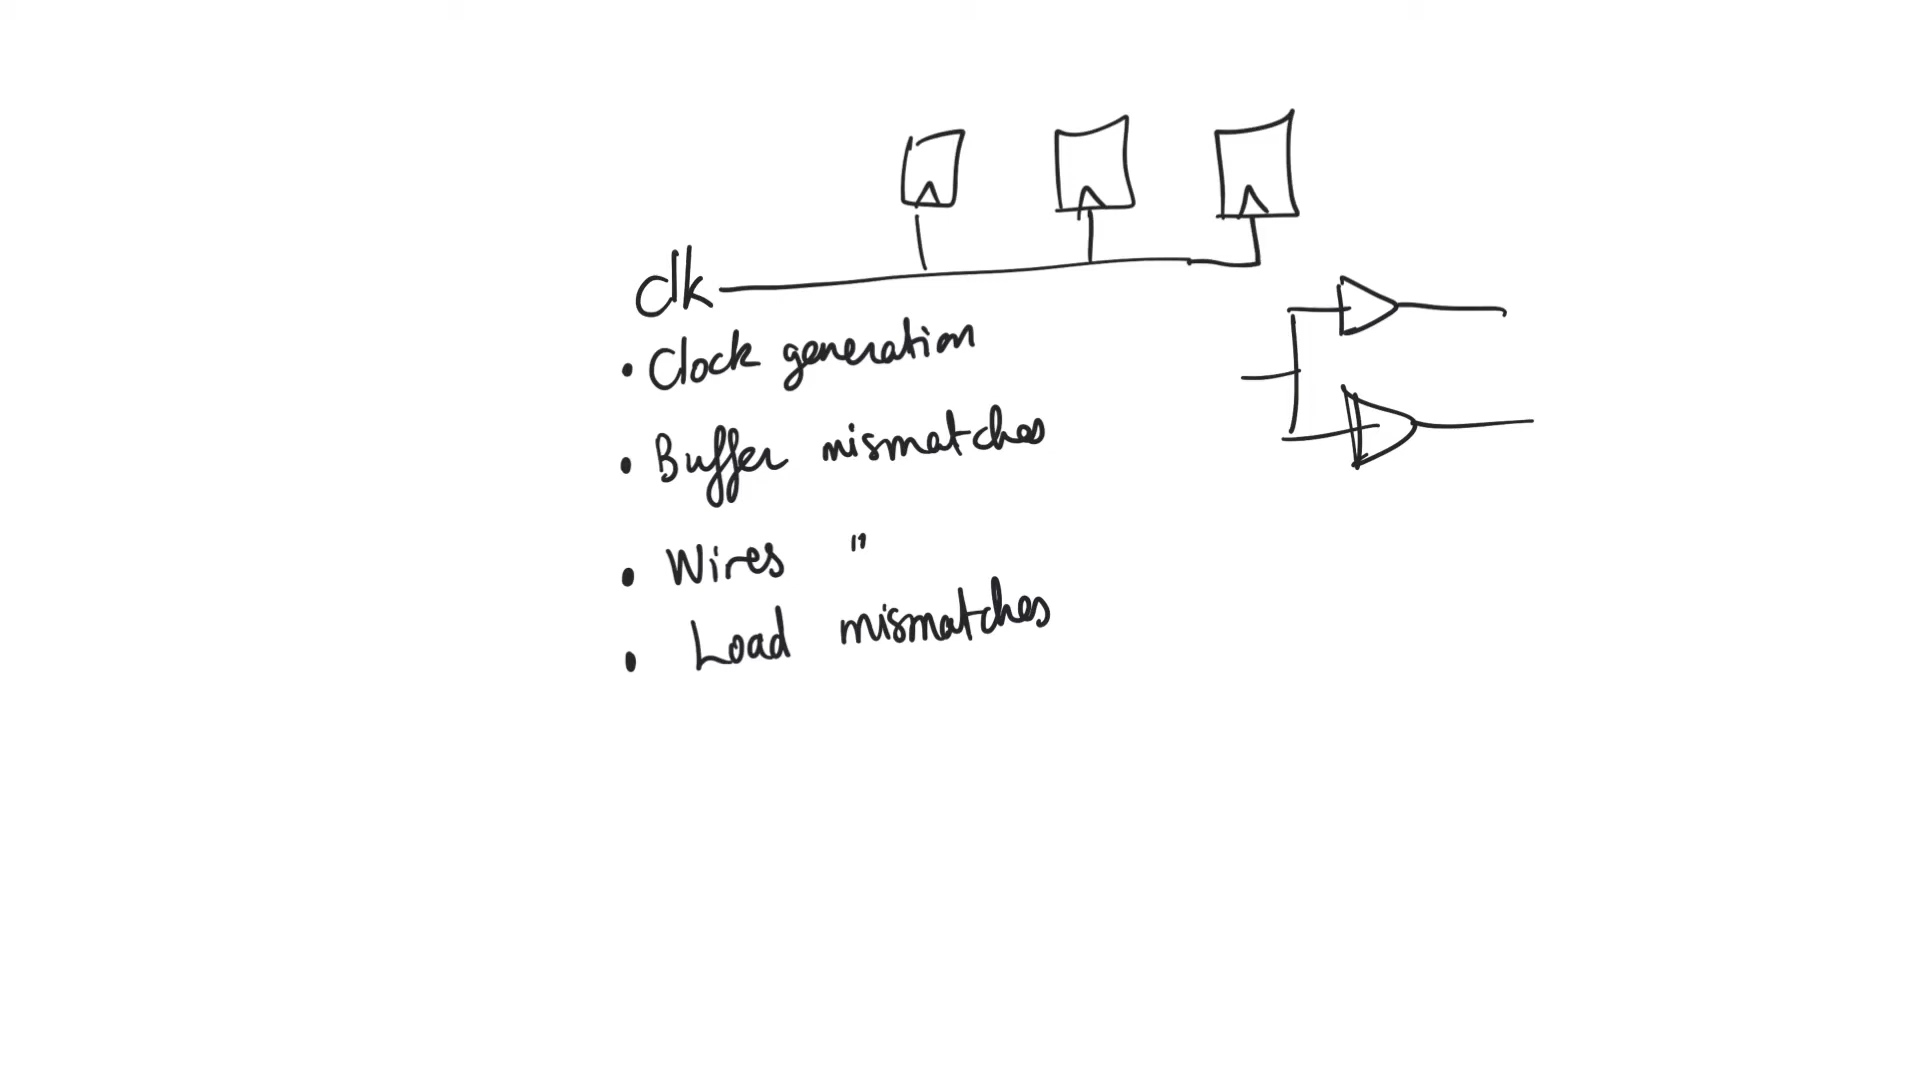 clk
• Clock generation
• Buffer mismatches
• Wires "
• Load mismatches